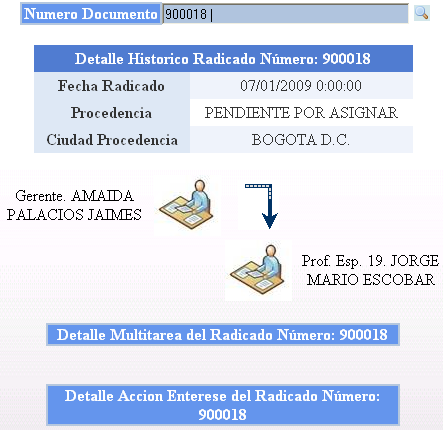 Numero Documento 900018
Detalle Historico Radicado Número: 900018
Fecha Radicado 07/01/2009 0:00:00
Procedencia PENDIENTE POR ASIGNAR
Ciudad Procedencia BOGOTA D.C.
Gerente. AMAIDA
PALACIOS JAIMES
Prof. Esp. 19. JORGE
MARIO ESCOBAR
Detalle Multitarea del Radicado Número: 900018
Detalle Accion Enterese del Radicado Número:
900018